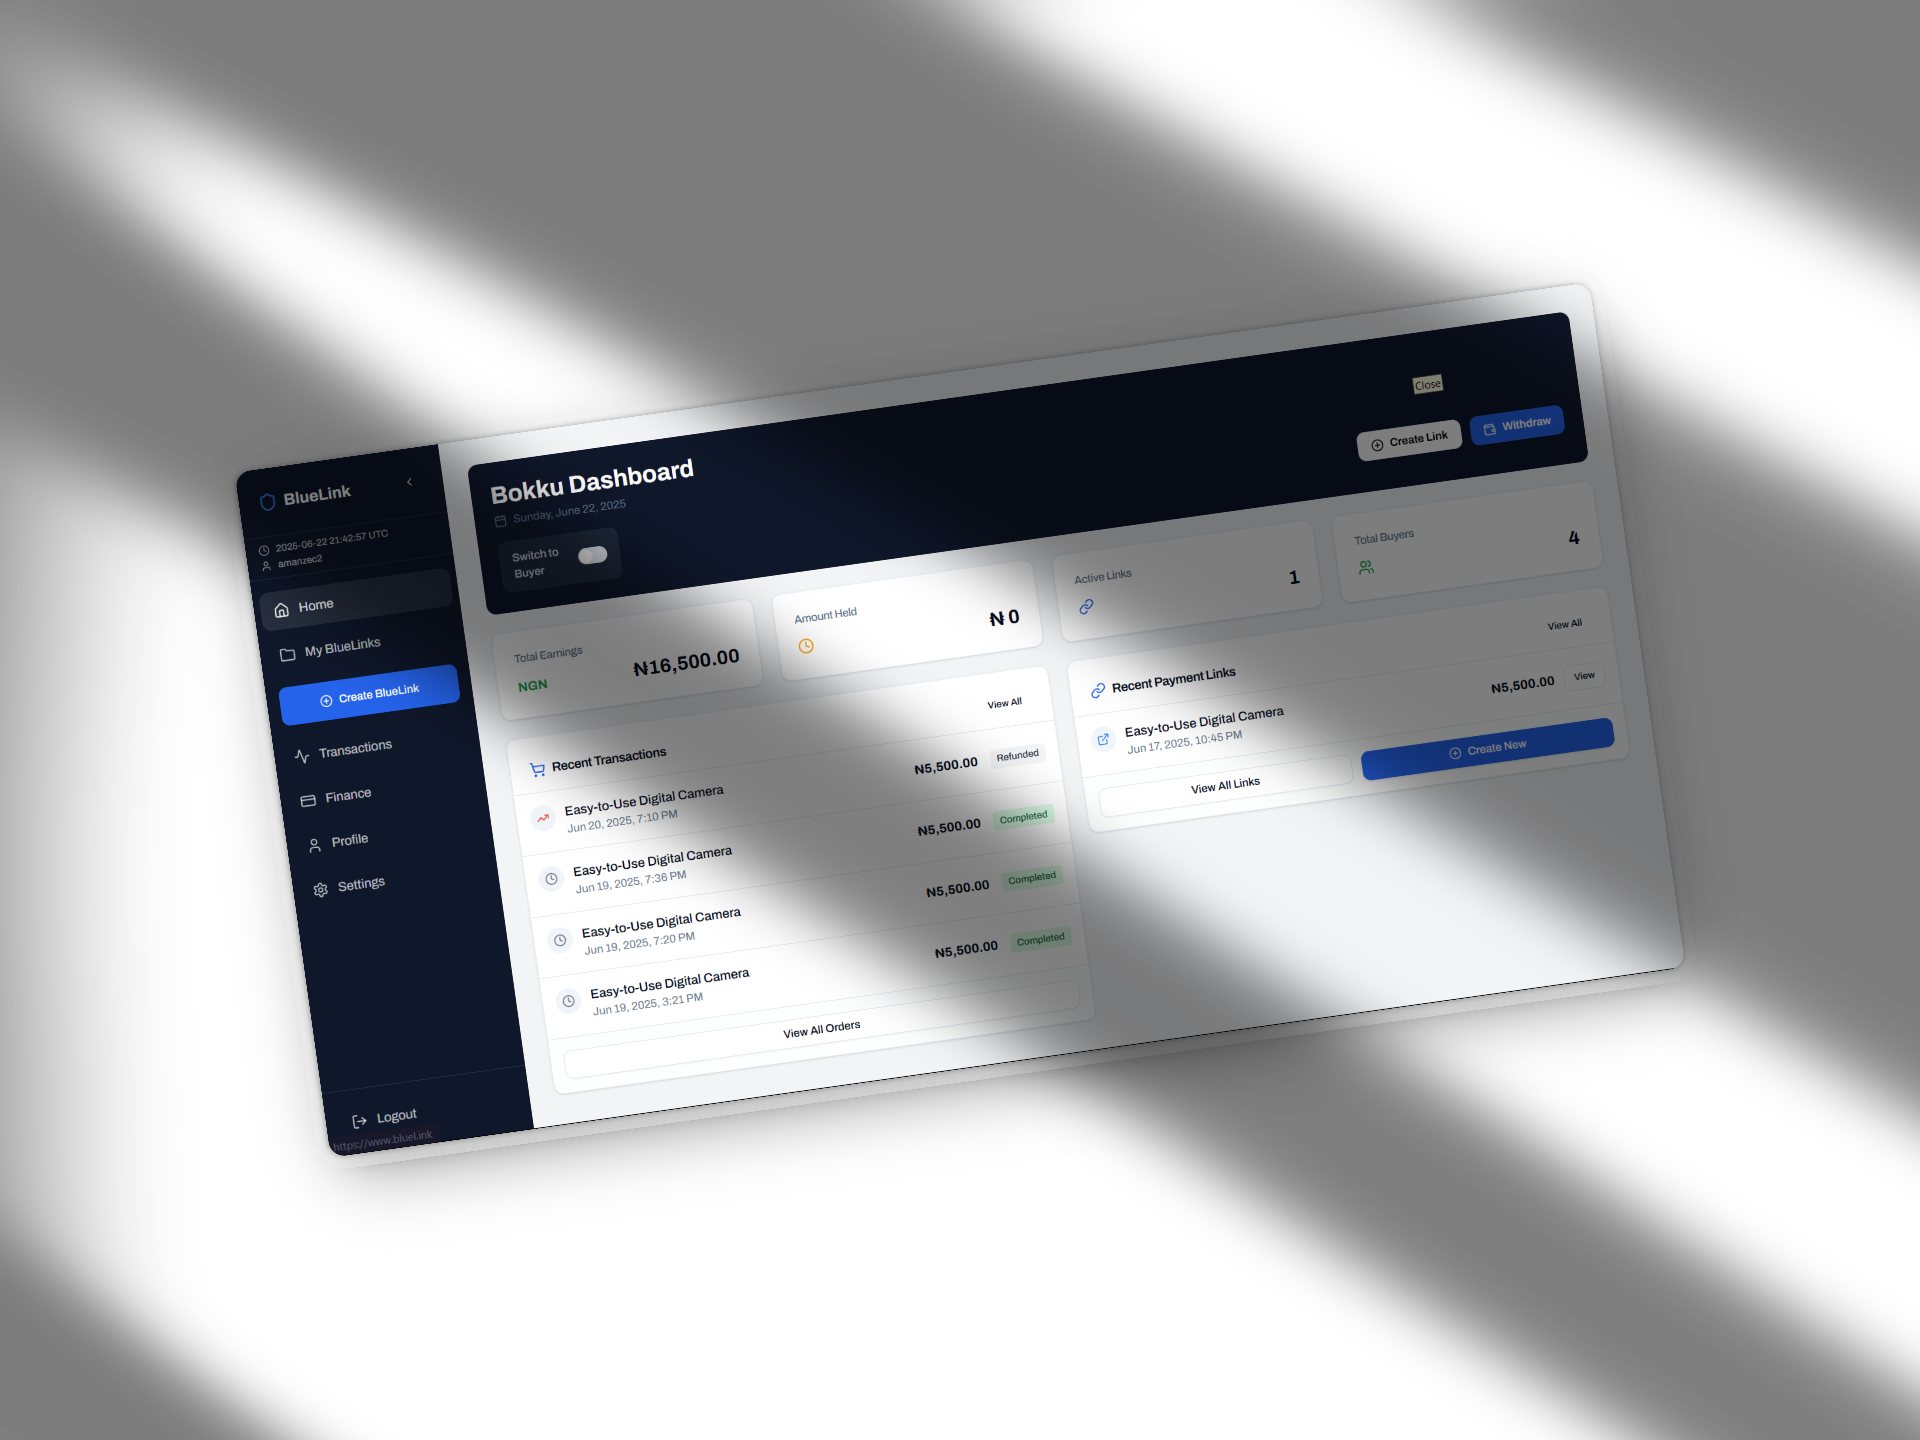 BlueLink
2025-06-22 21:42:57 UTC
amanzec2
Home
My BlueLinks
Create BlueLink
Transactions
Finance
Profile
Settings
Logout
https://www.bluel.ink
Bokku Dashboard
Sunday, June 22, 2025
Switch to
Buyer
Close
Create Link
Withdraw
Total Earnings
NGN
₦16,500.00
Amount Held
₦ 0
Active Links
1
Total Buyers
4
Recent Transactions
View All
Easy-to-Use Digital Camera
Jun 20, 2025, 7:10 PM
₦5,500.00
Refunded
Easy-to-Use Digital Camera
Jun 19, 2025, 7:36 PM
₦5,500.00
Completed
Easy-to-Use Digital Camera
Jun 19, 2025, 7:20 PM
₦5,500.00
Completed
Easy-to-Use Digital Camera
Jun 19, 2025, 3:21 PM
₦5,500.00
Completed
View All Orders
Recent Payment Links
View All
Easy-to-Use Digital Camera
Jun 17, 2025, 10:45 PM
₦5,500.00
View
View All Links
Create New